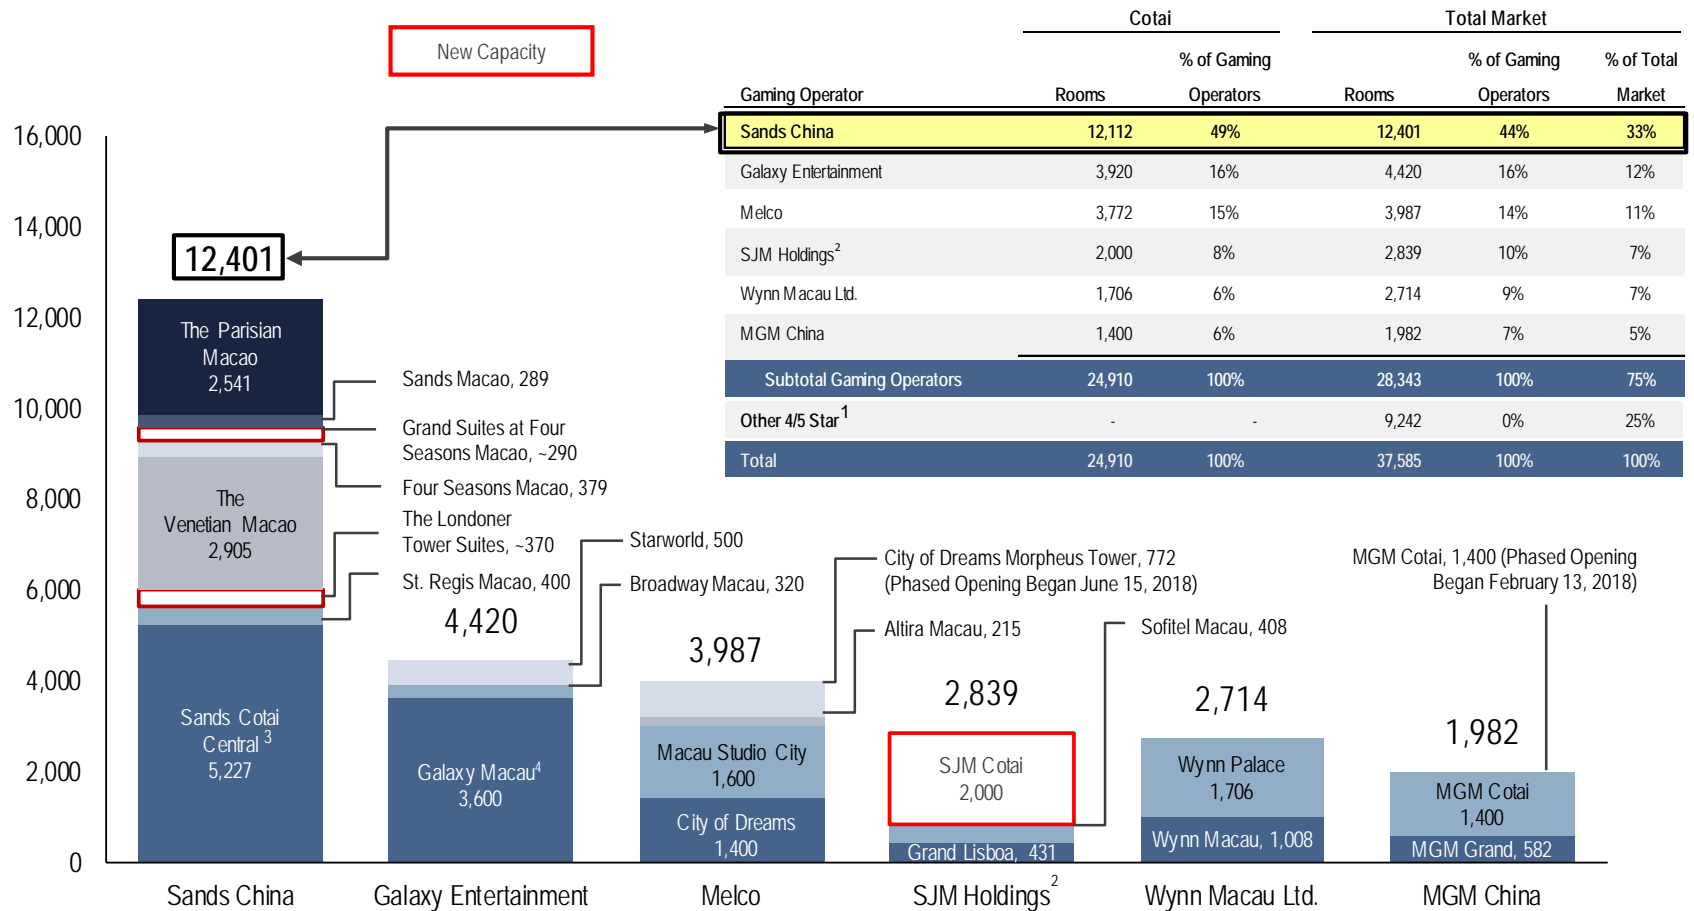 New Capacity
Cotai Total Market
% of Gaming % of Gaming % of Total
Gaming Operator Rooms Operators Rooms Operators Market
Sands China 12,112 49% 12,401 44% 33%
Galaxy Entertainment 3,920 16% 4,420 16% 12%
Melco 3,772 15% 3,987 14% 11%
SJM Holdings2 2,000 8% 2,839 10% 7%
Wynn Macau Ltd. 1,706 6% 2,714 9% 7%
MGM China 1,400 6% 1,982 7% 5%
Subtotal Gaming Operators 24,910 100% 28,343 100% 75%
Other 4/5 Star1 - - 9,242 0% 25%
Total 24,910 100% 37,585 100% 100%
16,000
14,000
12,000
10,000
8,000
6,000
4,000
2,000
0
12,401
The Parisian
Macao
2,541
Sands Macao, 289
Grand Suites at Four
Seasons Macao, ~290
Four Seasons Macao, 379
The
Venetian Macao
2,905
The Londoner
Tower Suites, ~370
St. Regis Macao, 400
Sands Cotai
Central 3
5,227
Starworld, 500
Broadway Macau, 320
4,420
Galaxy Macau4
3,600
City of Dreams Morpheus Tower, 772
(Phased Opening Began June 15, 2018)
Altira Macau, 215
3,987
Macau Studio City
1,600
City of Dreams
1,400
Sofitel Macau, 408
2,839
SJM Cotai
2,000
Grand Lisboa, 431
2,714
Wynn Palace
1,706
Wynn Macau, 1,008
MGM Cotai, 1,400 (Phased Opening
Began February 13, 2018)
1,982
MGM Cotai
1,400
MGM Grand, 582
Sands China
Galaxy Entertainment
Melco
SJM Holdings2
Wynn Macau Ltd.
MGM China